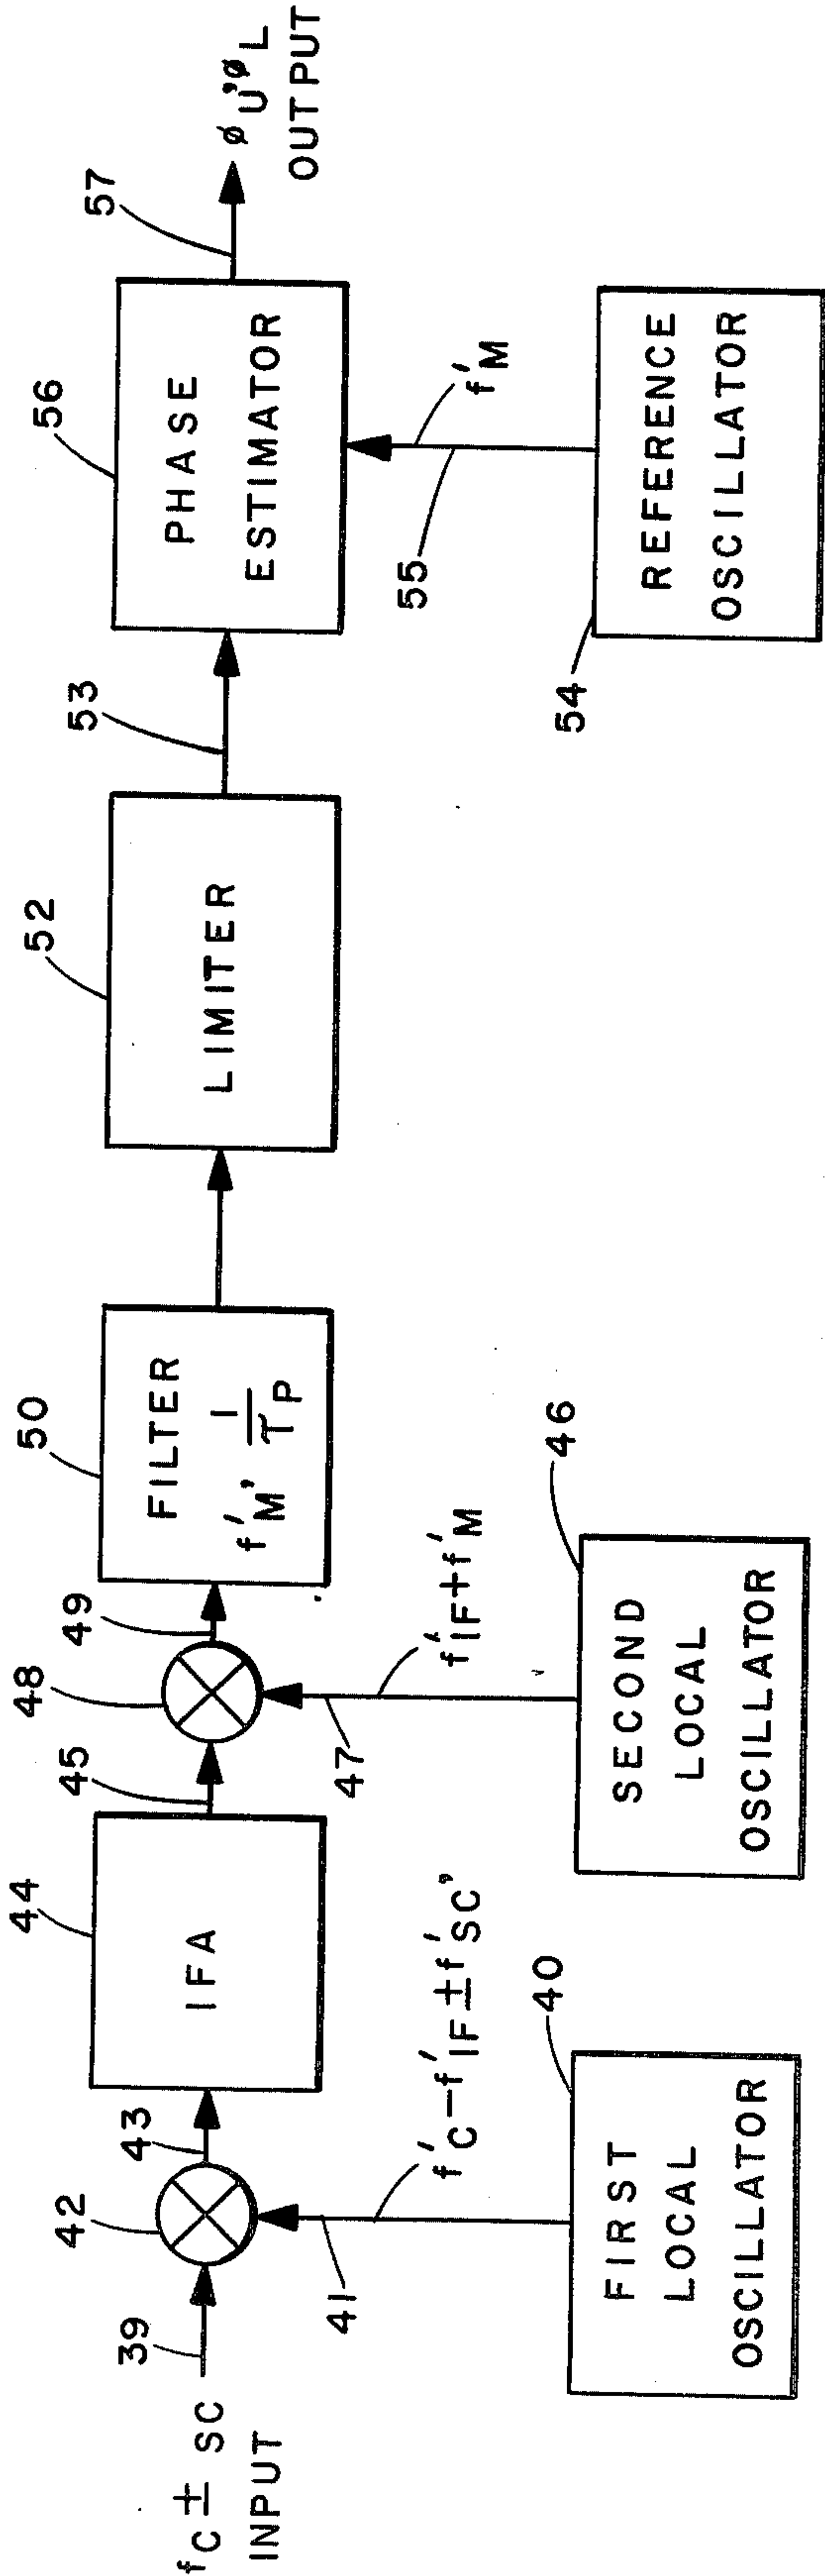 f_C ± SC
INPUT
39
42
43
41
f'_C − f'_IF ± f'_SC'
40
FIRST
LOCAL
OSCILLATOR
44
IFA
45
48
49
47
f'_IF + f'_M
46
SECOND
LOCAL
OSCILLATOR
50
FILTER
f'_M, 1/τ_P
52
LIMITER
53
56
PHASE
ESTIMATOR
55
f'_M
54
REFERENCE
OSCILLATOR
57
ø_U, ø_L
OUTPUT